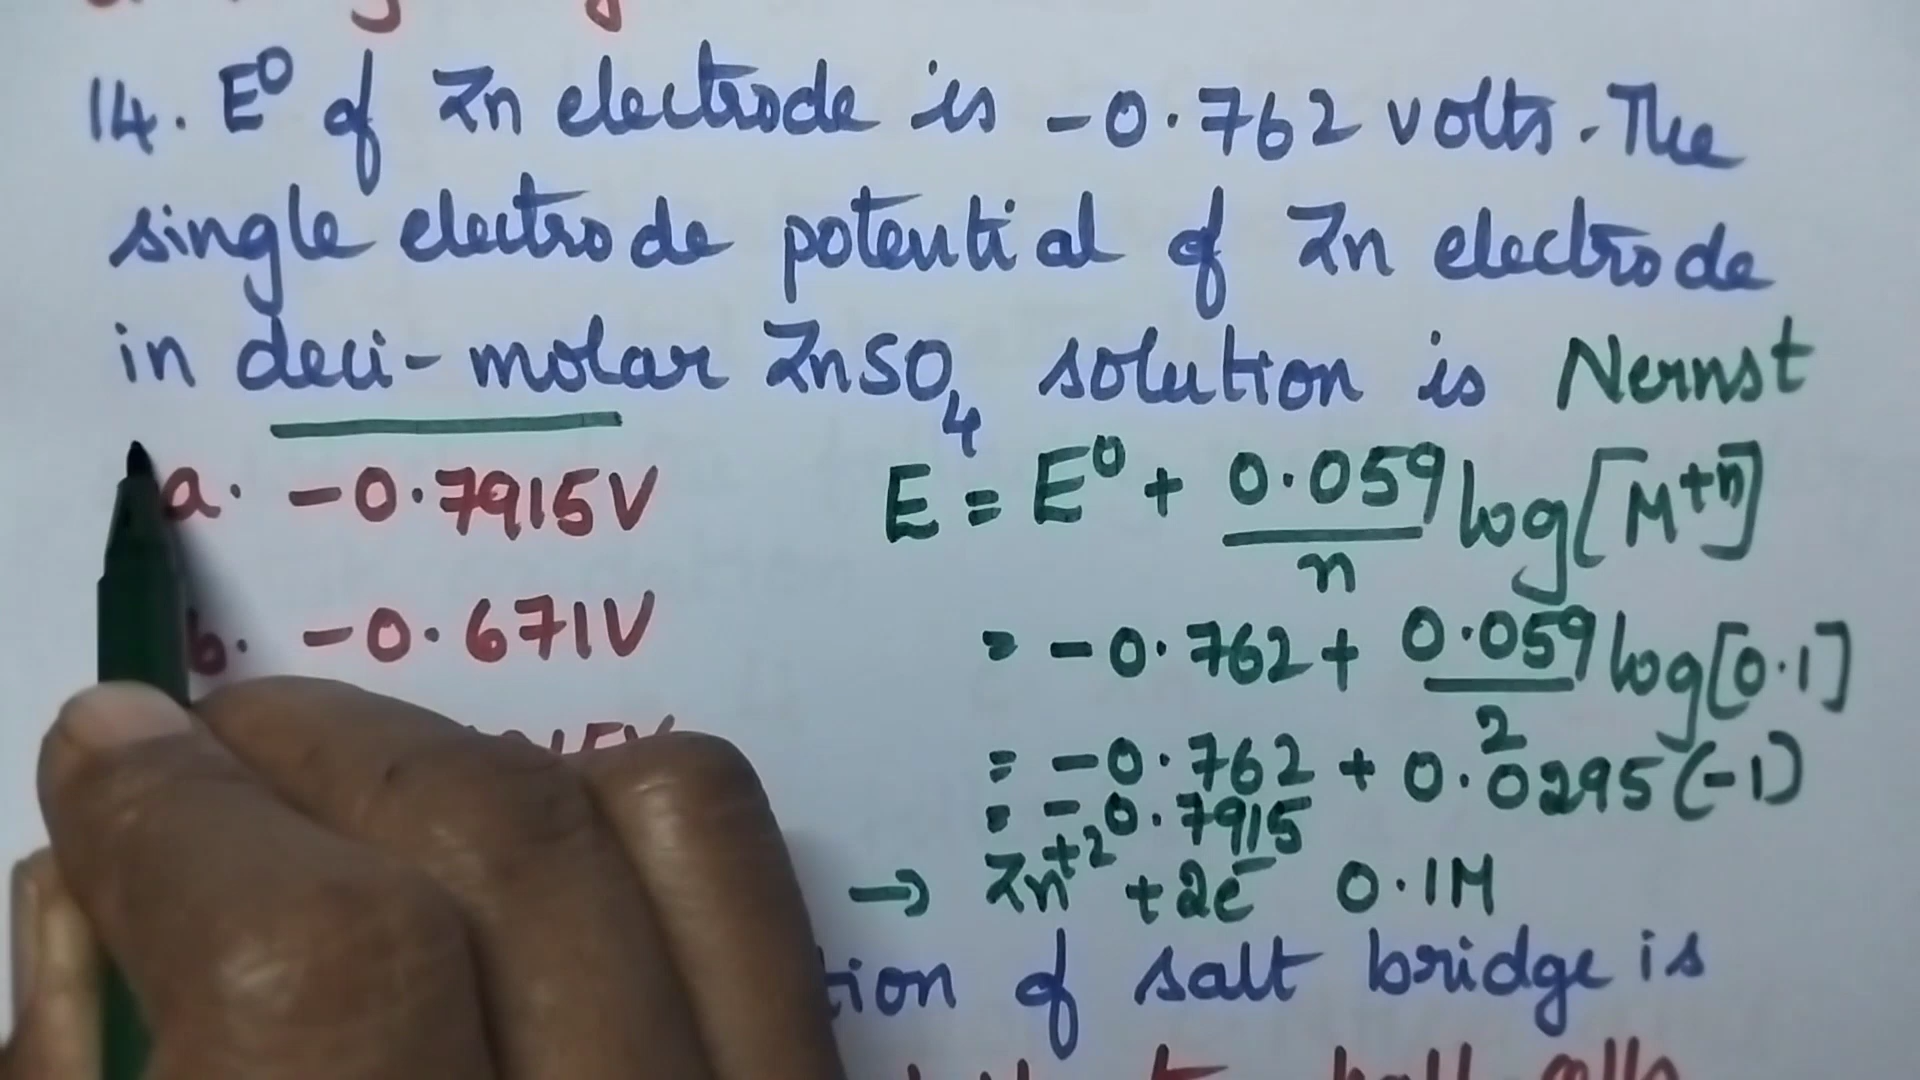 14. E⁰ of Zn electrode is -0.762 volts. The
single electrode potential of Zn electrode
in deci-molar ZnSO₄ solution is Nernst
a. -0.7915V
b. -0.671V
E = E⁰ + 0.059/n log[M⁺ⁿ]
= -0.762 + 0.059/2 log[0.1]
= -0.762 + 0.0295(-1)
= -0.7915
→ Zn⁺² + 2e⁻ 0.1M
of salt bridge is